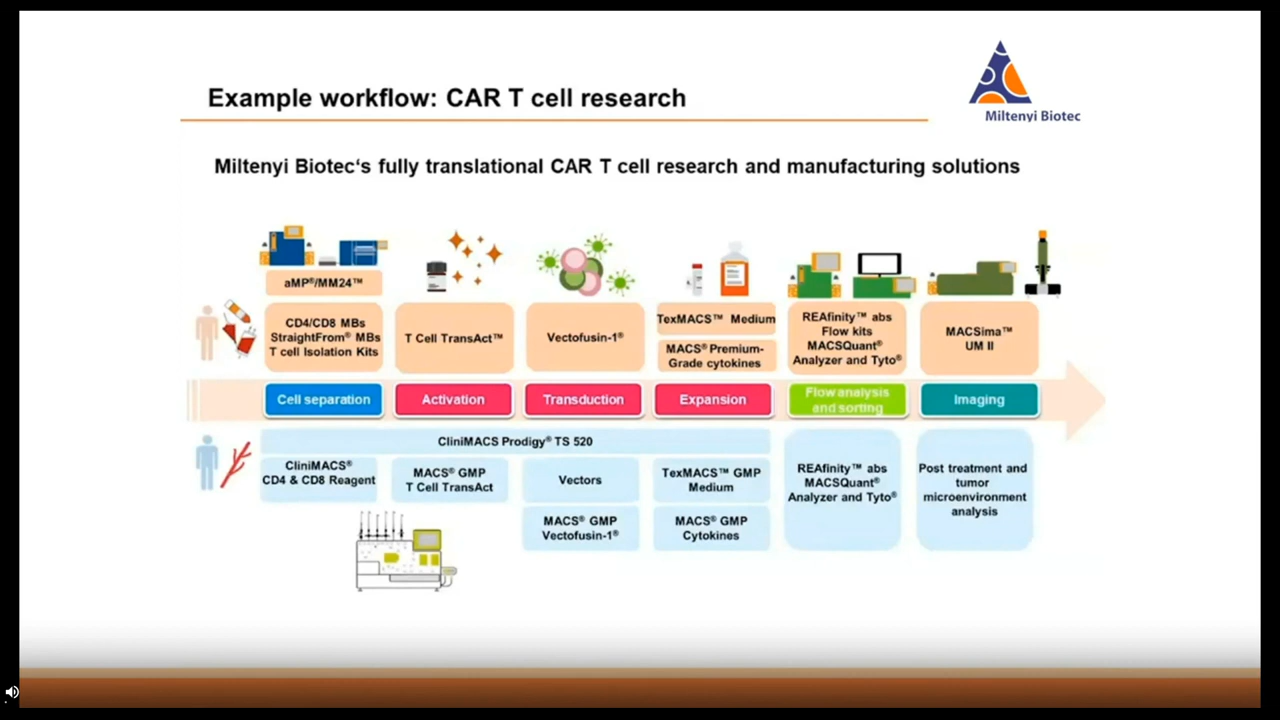 Example workflow: CAR T cell research
Miltenyi Biotec
Miltenyi Biotec‘s fully translational CAR T cell research and manufacturing solutions
aMP®/MM24™
CD4/CD8 MBs
StraightFrom® MBs
T cell Isolation Kits
T Cell TransAct™
Vectofusin-1®
TexMACS™ Medium
MACS® Premium-
Grade cytokines
REAfinity™ abs
Flow kits
MACSQuant®
Analyzer and Tyto®
MACSima™
UM II
Cell separation
Activation
Transduction
Expansion
Flow analysis
and sorting
Imaging
CliniMACS Prodigy® TS 520
CliniMACS®
CD4 & CD8 Reagent
MACS® GMP
T Cell TransAct
Vectors
MACS® GMP
Vectofusin-1®
TexMACS™ GMP
Medium
MACS® GMP
Cytokines
REAfinity™ abs
MACSQuant®
Analyzer and Tyto®
Post treatment and
tumor
microenvironment
analysis